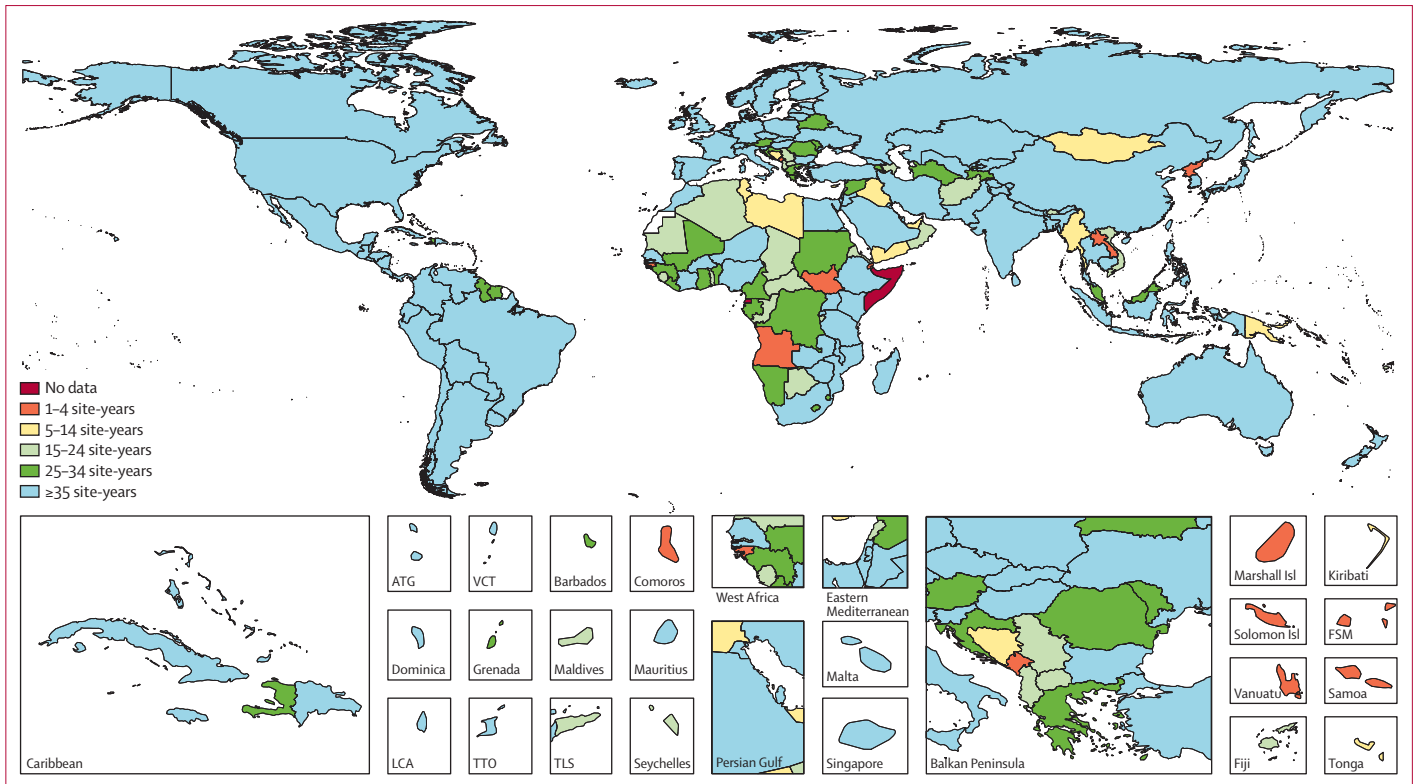 No data
1–4 site-years
5–14 site-years
15–24 site-years
25–34 site-years
≥35 site-years
Caribbean
ATG
VCT
Barbados
Comoros
West Africa
Eastern
Mediterranean
Dominica
Grenada
Maldives
Mauritius
Malta
LCA
TTO
TLS
Seychelles
Persian Gulf
Singapore
Balkan Peninsula
Marshall Isl
Kiribati
Solomon Isl
FSM
Vanuatu
Samoa
Fiji
Tonga